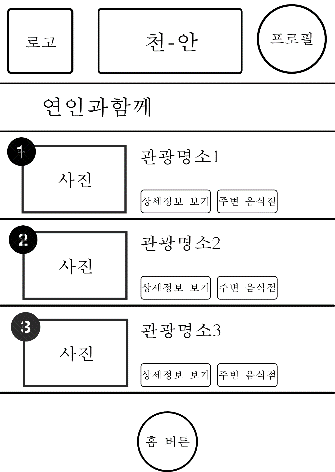 로고
천-안
프로필
연인과함께
1
사진
관광명소1
상세정보 보기
주변 음식점
2
사진
관광명소2
상세정보 보기
주변 음식점
3
사진
관광명소3
상세정보 보기
주변 음식점
홈 버튼